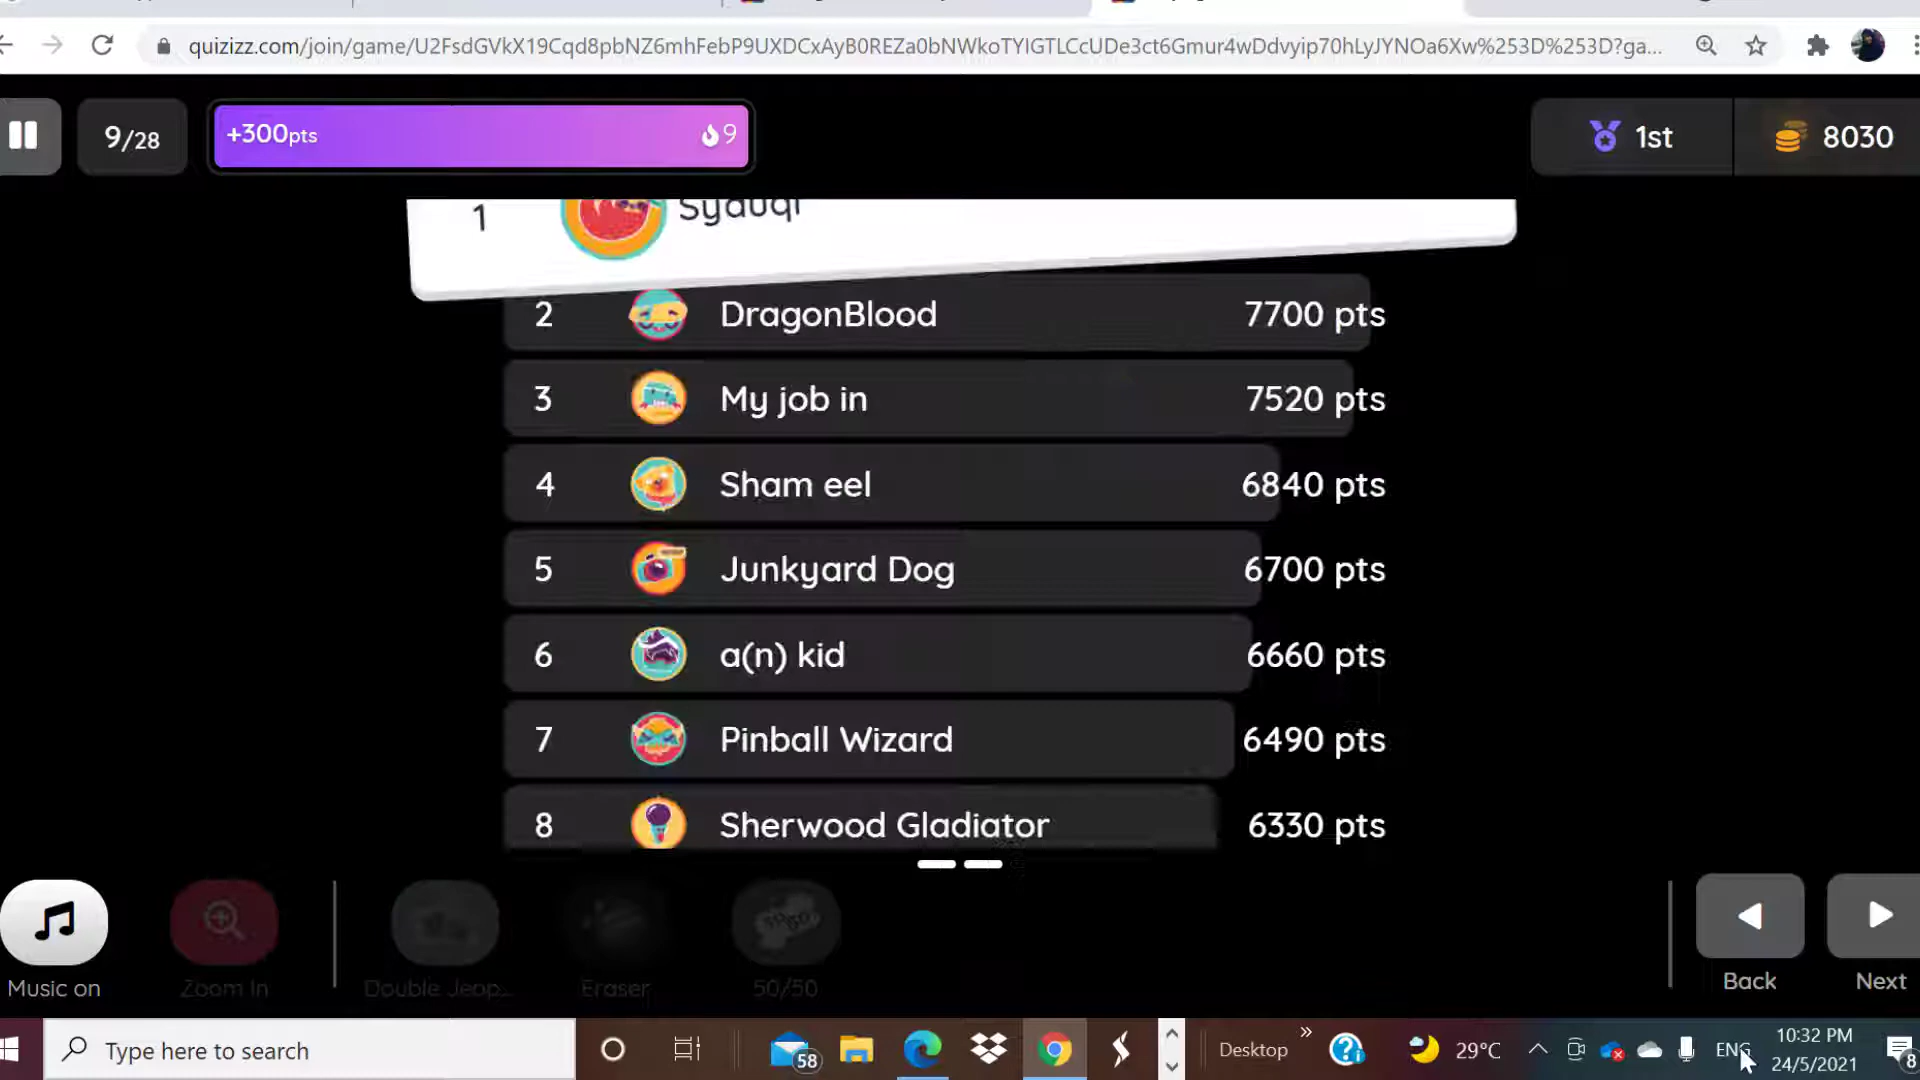 quizizz.com/join/game/U2FsdGVkX19Cqd8pbNZ6mhFebP9UXDCxAyB0REZa0bNWkoTYIGTLCcUDe3ct6Gmur4wDdvyip70hLyJYNOa6Xw%253D%253D?ga...
9/28
+300pts
9
1st
8030
1 Syauqi
2 DragonBlood 7700 pts
3 My job in 7520 pts
4 Sham eel 6840 pts
5 Junkyard Dog 6700 pts
6 a(n) kid 6660 pts
7 Pinball Wizard 6490 pts
8 Sherwood Gladiator 6330 pts
Music on
Zoom In
Double Jeop...
Eraser
50/50
Back
Next
Type here to search
58
Desktop
29°C
ENG
10:32 PM
24/5/2021
8